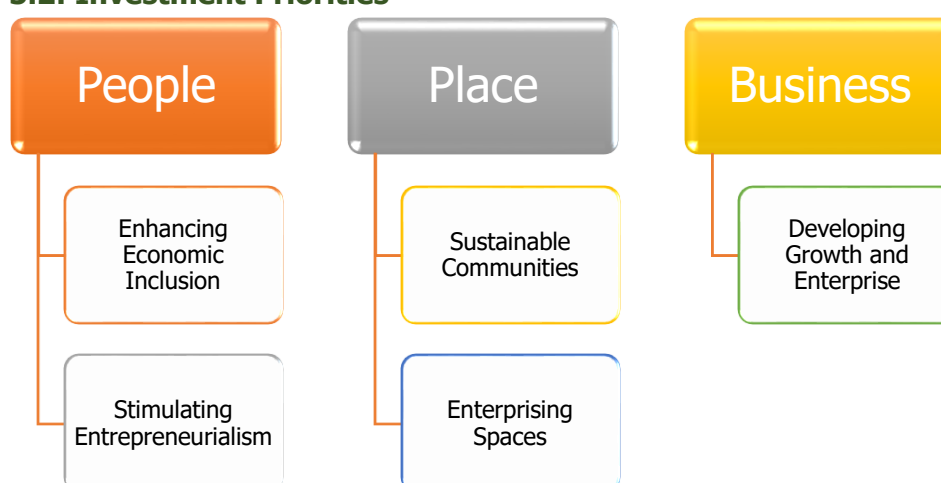 People
Place
Business
Enhancing
Economic
Inclusion
Sustainable
Communities
Developing
Growth and
Enterprise
Stimulating
Entrepreneurialism
Enterprising
Spaces